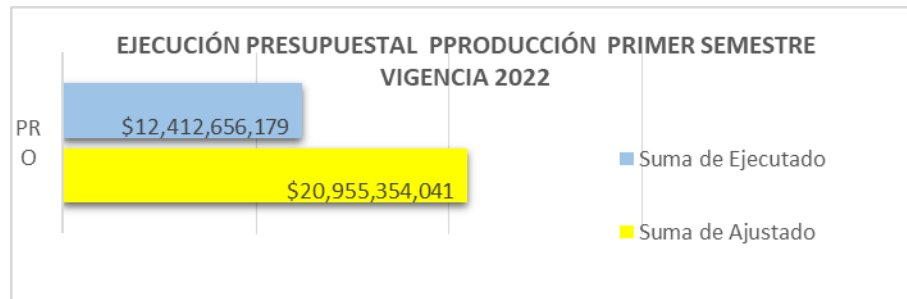 EJECUCIÓN PRESUPUESTAL PPRODUCCIÓN PRIMER SEMESTRE
VIGENCIA 2022
PR
O
$12,412,656,179
$20,955,354,041
Suma de Ejecutado
Suma de Ajustado